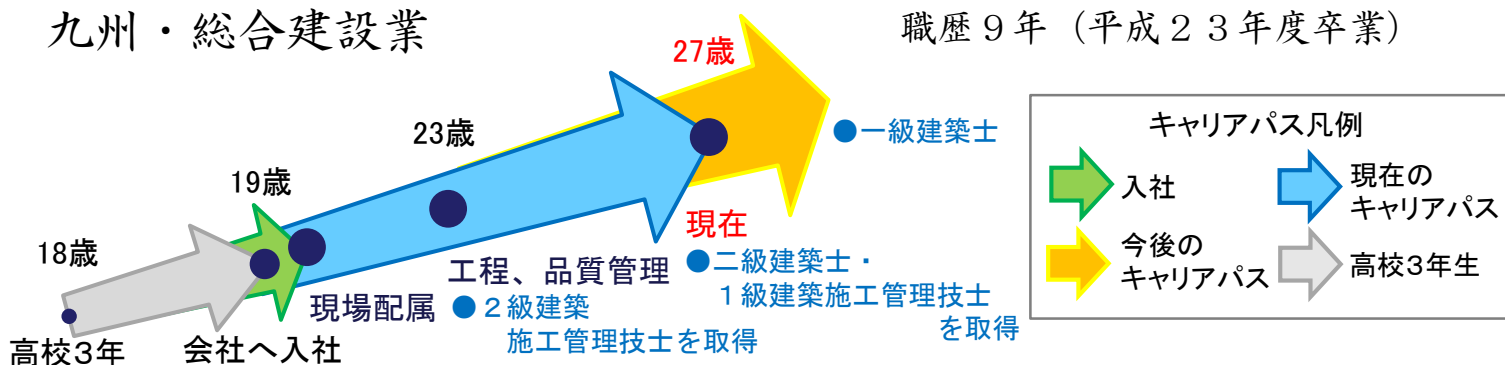 九州・総合建設業
職歴９年（平成２３年度卒業）
18歳
19歳
23歳
27歳
高校３年
会社へ入社
現場配属
工程、品質管理
●２級建築
施工管理技士を取得
現在
●二級建築士・
１級建築施工管理技士
を取得
●一級建築士
キャリアパス凡例
入社
現在の
キャリアパス
今後の
キャリアパス
高校３年生